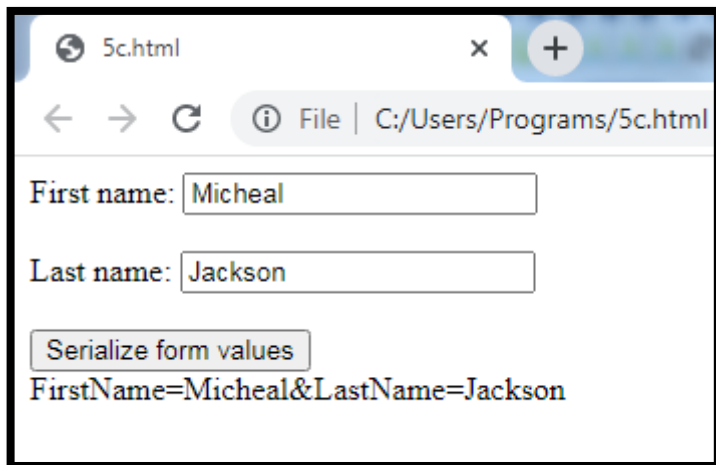 5c.html
File C:/Users/Programs/5c.html
First name: Micheal
Last name: Jackson
Serialize form values
FirstName=Micheal&LastName=Jackson